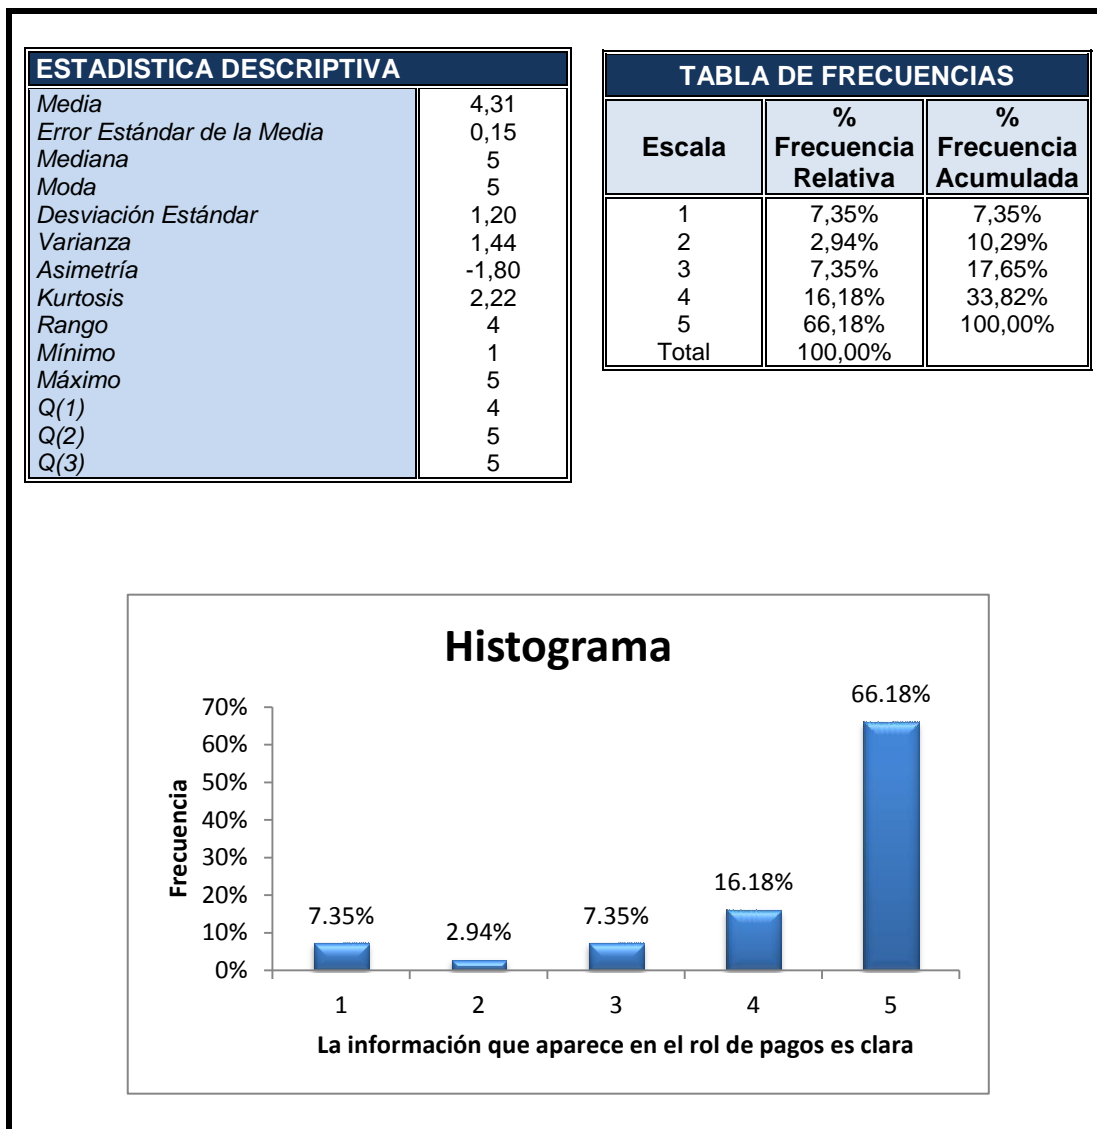 ESTADISTICA DESCRIPTIVA
Media 4,31
Error Estándar de la Media 0,15
Mediana 5
Moda 5
Desviación Estándar 1,20
Varianza 1,44
Asimetría -1,80
Kurtosis 2,22
Rango 4
Mínimo 1
Máximo 5
Q(1) 4
Q(2) 5
Q(3) 5
TABLA DE FRECUENCIAS
Escala % Frecuencia Relativa % Frecuencia Acumulada
1 7,35% 7,35%
2 2,94% 10,29%
3 7,35% 17,65%
4 16,18% 33,82%
5 66,18% 100,00%
Total 100,00%
Histograma
Frecuencia
70%
60%
50%
40%
30%
20%
10%
0%
7.35%
2.94%
7.35%
16.18%
66.18%
1 2 3 4 5
La información que aparece en el rol de pagos es clara